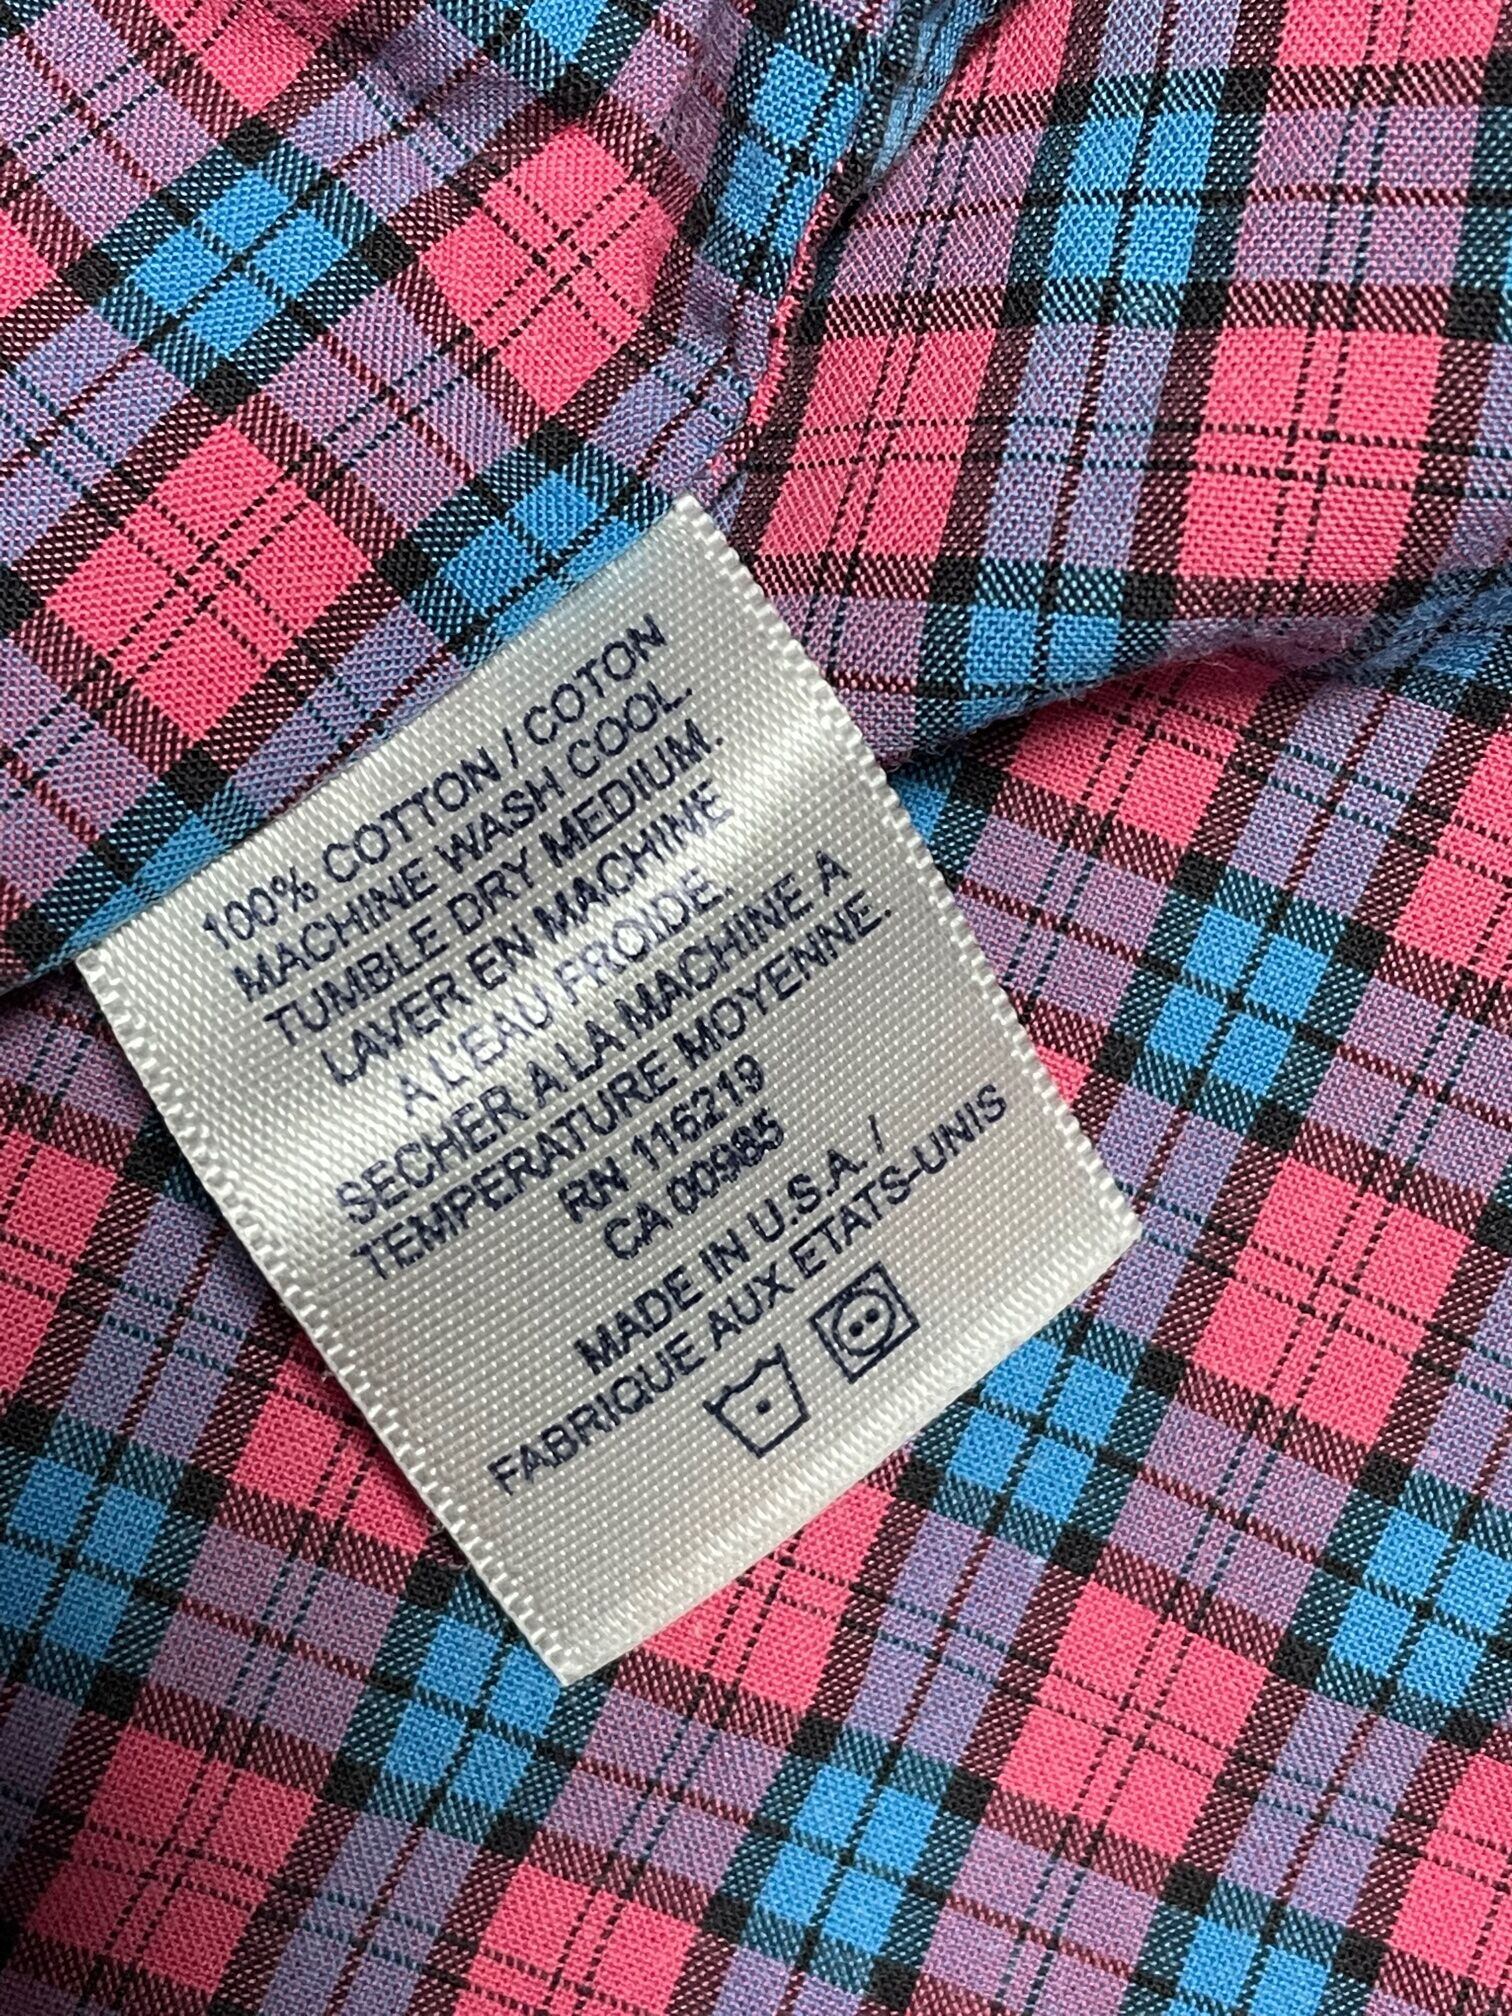 100% COTTON / COTON
MACHINE WASH COOL.
TUMBLE DRY MEDIUM.
LAVER EN MACHINE
A L'EAU FROIDE.
SECHER A LA MACHINE A
TEMPERATURE MOYENNE.
RN 116219
CA 00985
MADE IN U.S.A. /
FABRIQUE AUX ETATS-UNIS